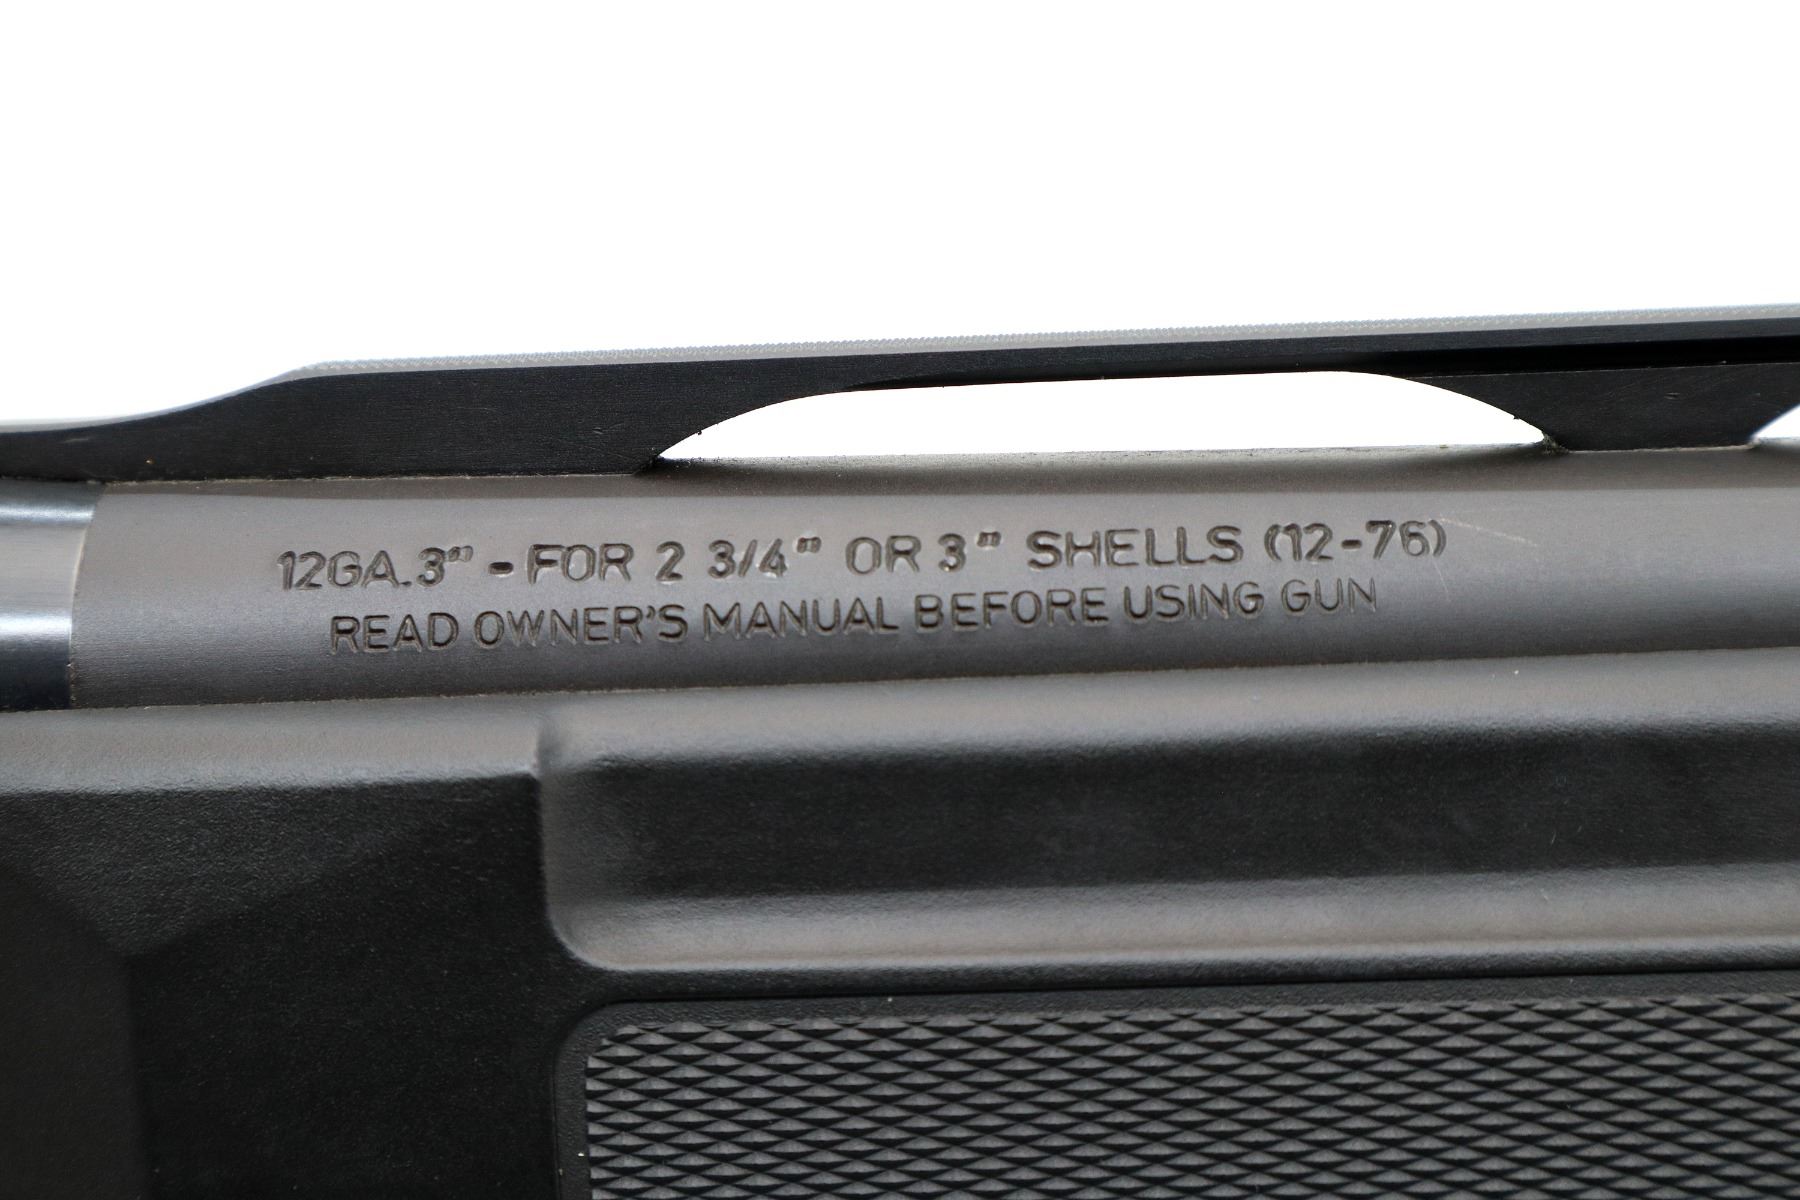 12GA.3" - FOR 2 3/4" OR 3" SHELLS (12-76)
READ OWNER'S MANUAL BEFORE USING GUN